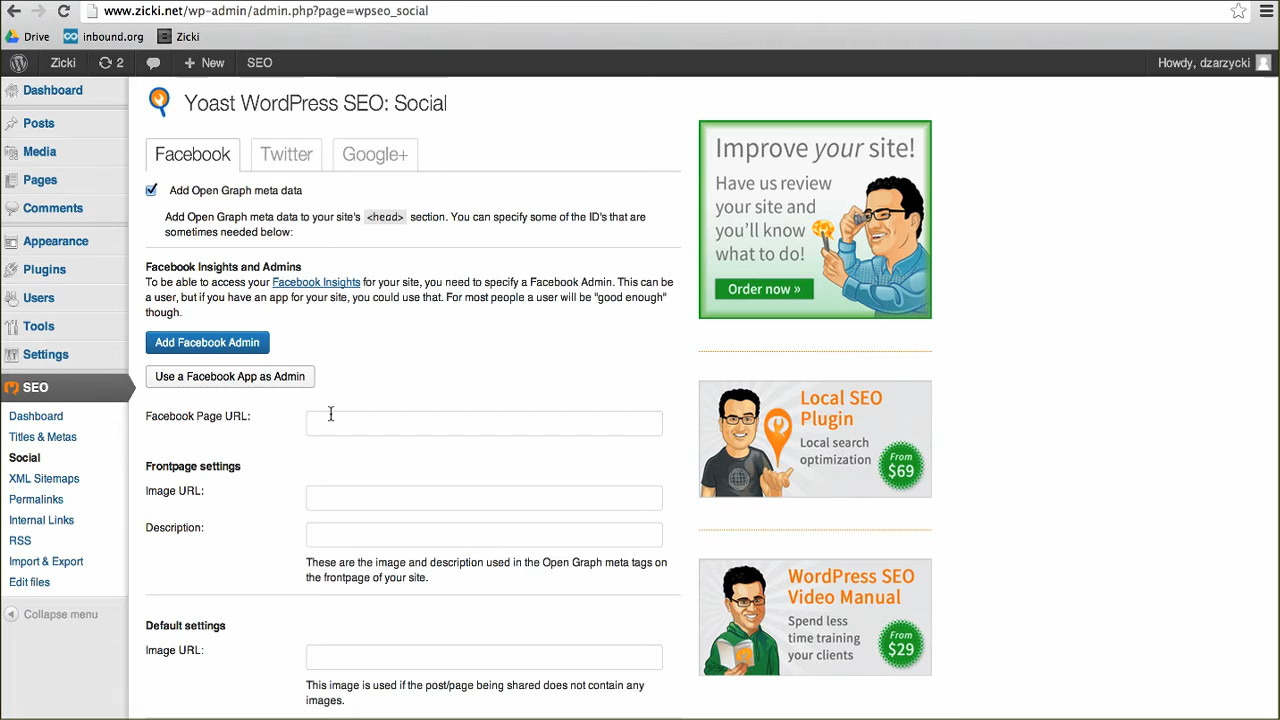 www.zicki.net/wp-admin/admin.php?page=wpseo_social
Drive
inbound.org
Zicki
Zicki
2
+ New
SEO
Howdy, dzarzycki
Dashboard
Posts
Media
Pages
Comments
Appearance
Plugins
Users
Tools
Settings
SEO
Dashboard
Titles & Metas
Social
XML Sitemaps
Permalinks
Internal Links
RSS
Import & Export
Edit files
Collapse menu
Yoast WordPress SEO: Social
Facebook
Twitter
Google+
Add Open Graph meta data
Add Open Graph meta data to your site's <head> section. You can specify some of the ID's that are
sometimes needed below:
Facebook Insights and Admins
To be able to access your Facebook Insights for your site, you need to specify a Facebook Admin. This can be
a user, but if you have an app for your site, you could use that. For most people a user will be "good enough"
though.
Add Facebook Admin
Use a Facebook App as Admin
Facebook Page URL:
Frontpage settings
Image URL:
Description:
These are the image and description used in the Open Graph meta tags on
the frontpage of your site.
Default settings
Image URL:
This image is used if the post/page being shared does not contain any
images.
Improve your site!
Have us review
your site and
you'll know
what to do!
Order now »
Local SEO
Plugin
Local search
optimization
From
$69
WordPress SEO
Video Manual
Spend less
time training
your clients
From
$29